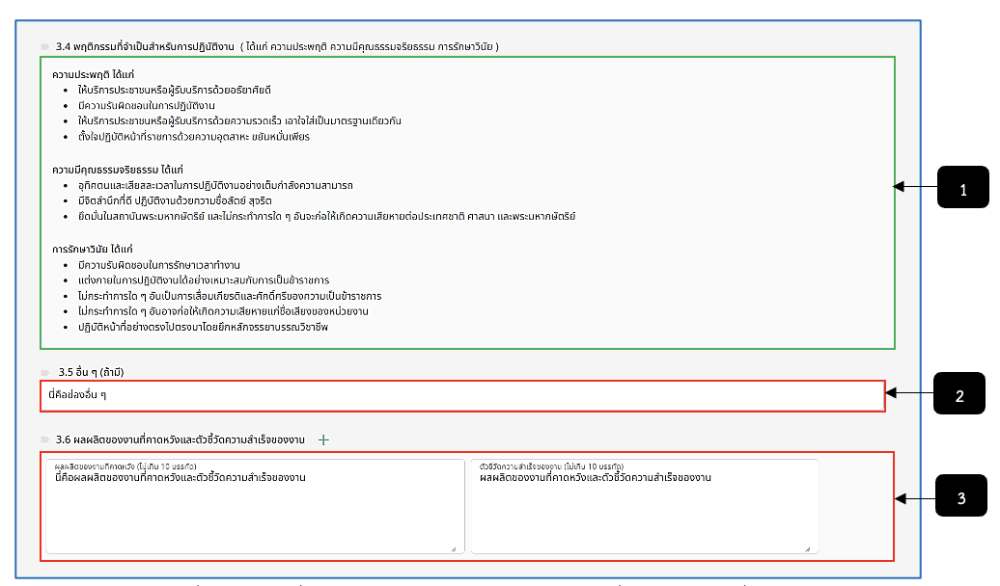 3.4 พฤติกรรมที่จำเป็นสำหรับการปฏิบัติงาน ( ได้แก่ ความประพฤติ ความมีคุณธรรมจริยธรรม การรักษาวินัย )
ความประพฤติ ได้แก่
• ให้บริการประชาชนหรือผู้รับบริการด้วยอธัยาศัยดี
• มีความรับผิดชอบในการปฏิบัติงาน
• ให้บริการประชาชนหรือผู้รับบริการด้วยความรวดเร็ว เอาใจใส่เป็นมาตรฐานเดียวกัน
• ตั้งใจปฏิบัติหน้าที่ราชการด้วยความอุตสาหะ ขยันหมั่นเพียร
ความมีคุณธรรมจริยธรรม ได้แก่
• อุทิศตนและเสียสละเวลาในการปฏิบัติงานอย่างเต็มกำลังความสามารถ
• มีจิตสำนึกที่ดี ปฏิบัติงานด้วยความซื่อสัตย์ สุจริต
• ยึดมั่นในสถาบันพระมหากษัตริย์ และไม่กระทำการใด ๆ อันจะก่อให้เกิดความเสียหายต่อประเทศชาติ ศาสนา และพระมหากษัตริย์
การรักษาวินัย ได้แก่
• มีความรับผิดชอบในการรักษาเวลาทำงาน
• แต่งกายในการปฏิบัติงานได้อย่างเหมาะสมกับการเป็นข้าราชการ
• ไม่กระทำการใด ๆ อันเป็นการเสื่อมเกียรติและศักดิ์ศรีของความเป็นข้าราชการ
• ไม่กระทำการใด ๆ อันอาจก่อให้เกิดความเสียหายแก่ชื่อเสียงของหน่วยงาน
• ปฏิบัติหน้าที่อย่างตรงไปตรงมาโดยยึกหลักจรรยาบรรณวิชาชีพ
1
3.5 อื่น ๆ (ถ้ามี)
นี่คือช่องอื่น ๆ
2
3.6 ผลผลิตของงานที่คาดหวังและตัวชี้วัดความสำเร็จของงาน +
ผลผลิตของงานที่คาดหวัง (ไม่เกิน 10 บรรทัด)
นี่คือผลผลิตของงานที่คาดหวังและตัวชี้วัดความสำเร็จของงาน
ตัวชี้วัดความสำเร็จของงาน (ไม่เกิน 10 บรรทัด)
ผลผลิตของงานที่คาดหวังและตัวชี้วัดความสำเร็จของงาน
3